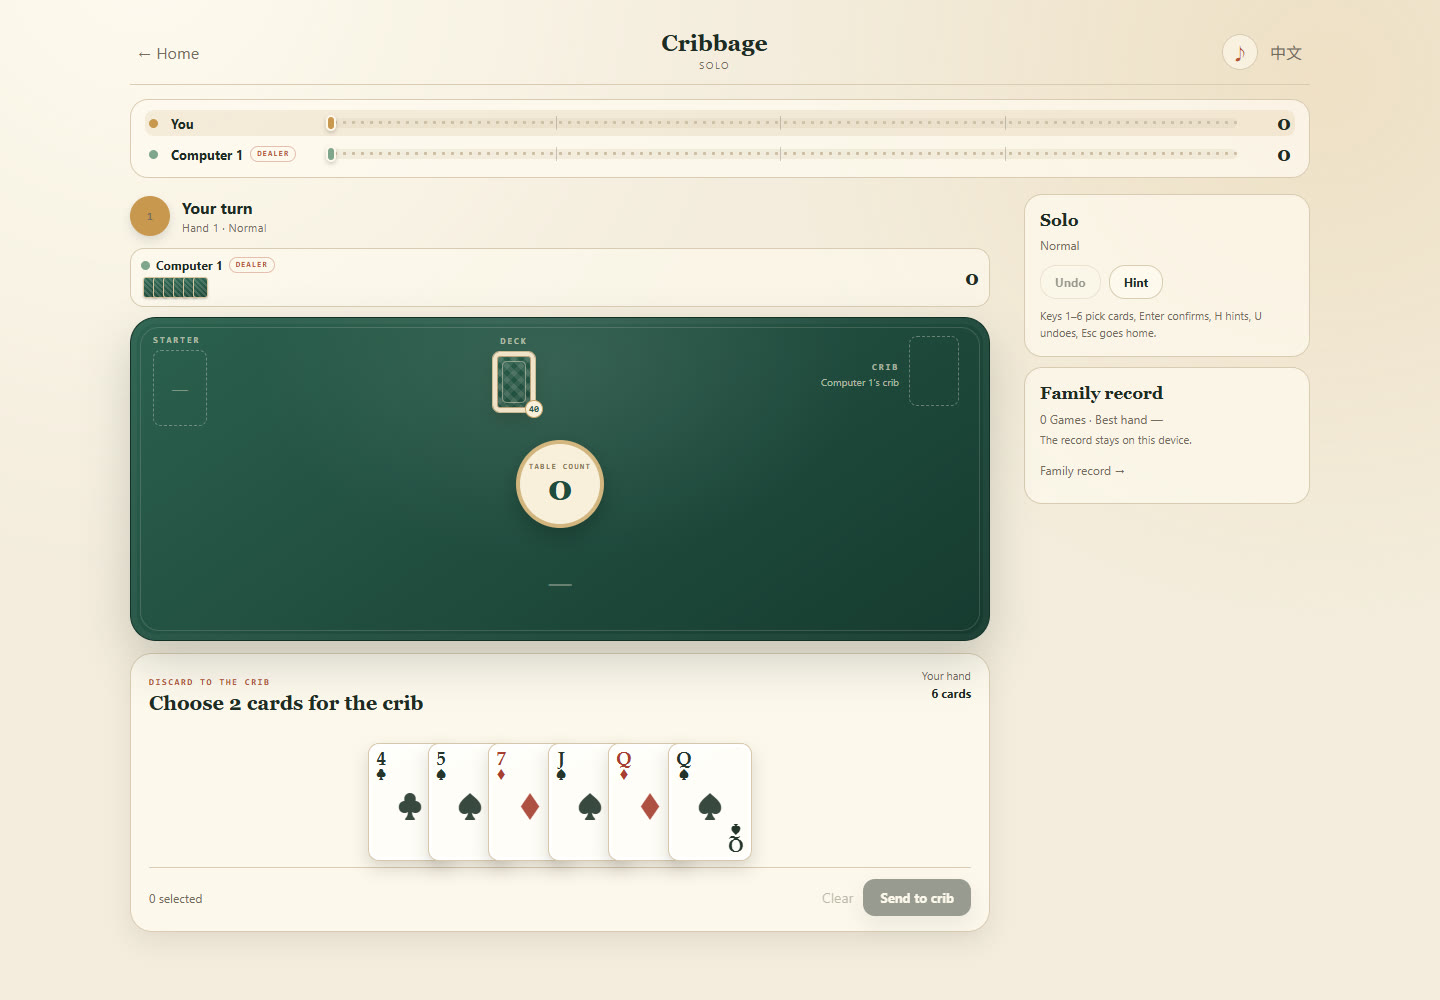 ← Home
Cribbage
SOLO
♪
中文
You
0
Computer 1 DEALER
0
1
Your turn
Hand 1 · Normal
Computer 1 DEALER
0
STARTER
—
DECK
40
CRIB
Computer 1's crib
TABLE COUNT
0
—
DISCARD TO THE CRIB
Choose 2 cards for the crib
Your hand
6 cards
4♣
5♠
7♦
J♠
Q♦
Q♠
Q♠
0 selected
Clear
Send to crib
Solo
Normal
Undo
Hint
Keys 1–6 pick cards, Enter confirms, H hints, U
undoes, Esc goes home.
Family record
0 Games · Best hand —
The record stays on this device.
Family record →